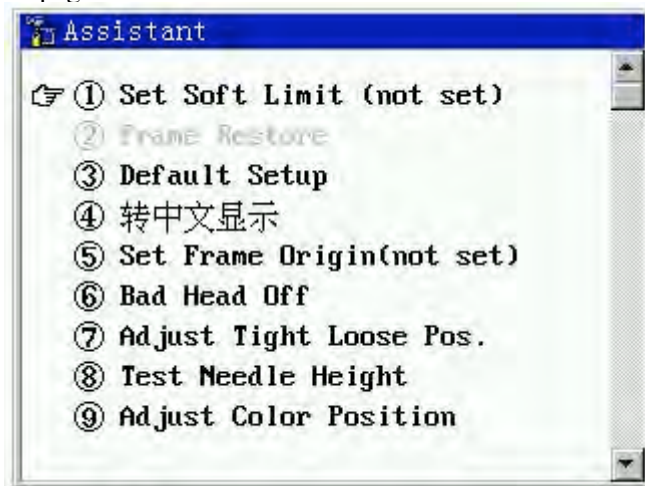 Assistant
① Set Soft Limit (not set)
② Frame Restore
③ Default Setup
④ 转中文显示
⑤ Set Frame Origin(not set)
⑥ Bad Head Off
⑦ Adjust Tight Loose Pos.
⑧ Test Needle Height
⑨ Adjust Color Position